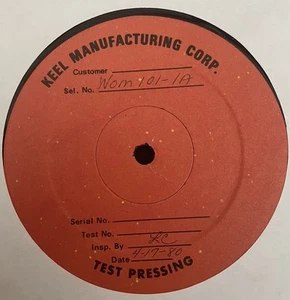 KEEL MANUFACTURING CORP.
Customer
Sel. No. Wom 101-1A
Serial No.
Test No.
Insp. By LC
Date 4-17-80
TEST PRESSING